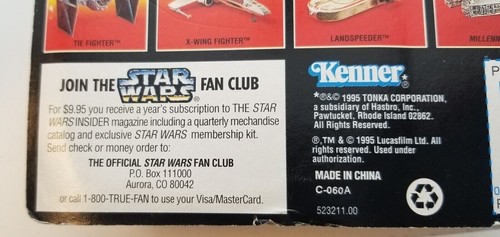 TIE FIGHTER™
X-WING FIGHTER™
LANDSPEEDER™
MILLEN
JOIN THE STAR WARS® FAN CLUB
For $9.95 you receive a year's subscription to THE STAR
WARS INSIDER magazine including a quarterly merchandise
catalog and exclusive STAR WARS membership kit.
Send check or money order to:
THE OFFICIAL STAR WARS FAN CLUB
P.O. Box 111000
Aurora, CO 80042
or call 1-800-TRUE-FAN to use your Visa/MasterCard.
Kenner®
*®&© 1995 TONKA CORPORATION,
a subsidiary of Hasbro, Inc.,
Pawtucket, Rhode Island 02862.
All Rights Reserved.
®,TM & © 1995 Lucasfilm Ltd. All
rights reserved. Used under
authorization.
MADE IN CHINA
C-060A
523211.00